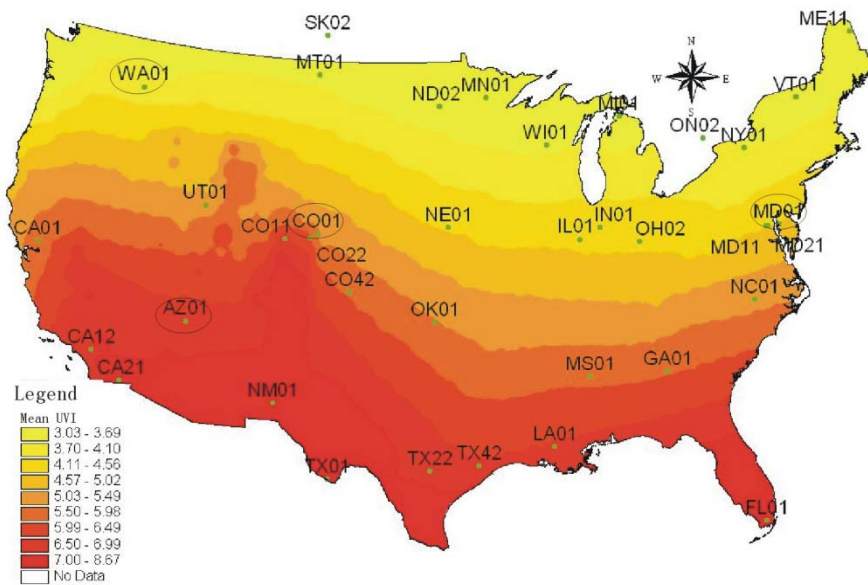 SK02
ME11
MT01
N
WA01
W
E
VT01
MN01
ND02
S
MI01
ON02
WI01
NY01
UT01
CO11
CO01
NE01
IL01
IN01
OH02
MD01
CA01
CO22
MD11
MD21
CO42
NC01
AZ01
OK01
CA12
MS01
GA01
CA21
Legend
NM01
Mean UVI
3.03 - 3.69
3.70 - 4.10
4.11 - 4.56
4.57 - 5.02
5.03 - 5.49
5.50 - 5.98
5.99 - 6.49
6.50 - 6.99
7.00 - 8.67
No Data
LA01
TX01
TX22
TX42
FL01